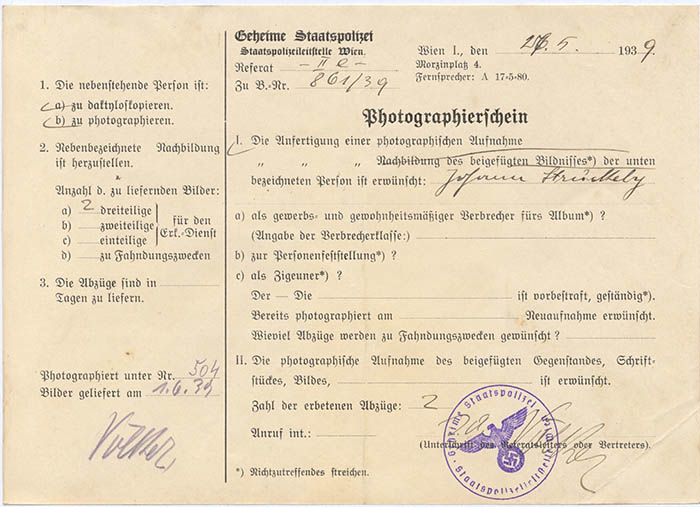 Geheime Staatspolizei
Staatspolizeileitstelle Wien.
Referat -II e-
Zu B.-Nr. 861/39
Wien I., den 26.5. 1939.
Morzinplatz 4.
Fernsprecher: A 17-5-80.
1. Die nebenstehende Person ist:
a) zu daktyloskopieren.
b) zu photographieren.
2. Nebenbezeichnete Nachbildung
ist herzustellen.
"
Anzahl d. zu liefernden Bilder:
a) 2 dreiteilige
b) zweiteilige
c) einteilige
für den
Erk.-Dienst
d) zu Fahndungszwecken
3. Die Abzüge sind in
Tagen zu liefern.
Photographiert unter Nr. 504
Bilder geliefert am 1.6.39
Völker
Photographierschein
I. Die Anfertigung einer photographischen Aufnahme
" " " Nachbildung des beigefügten Bildnisses*) der unten
bezeichneten Person ist erwünscht: Johann
a) als gewerbs- und gewohnheitsmäßiger Verbrecher fürs Album*) ?
(Angabe der Verbrecherklasse:)
b) zur Personenfeststellung*) ?
c) als Zigeuner*) ?
Der — Die ist vorbestraft, geständig*).
Bereits photographiert am Neuaufnahme erwünscht.
Wieviel Abzüge werden zu Fahndungszwecken gewünscht ?
II. Die photographische Aufnahme des beigefügten Gegenstandes, Schrift-
stückes, Bildes, ist erwünscht.
Zahl der erbetenen Abzüge: 2
Anruf int.:
(Unterschrift des Referatsleiters oder Vertreters).
*) Nichtzutreffendes streichen.
Geheime Staatspolizei
Staatspolizeileitstelle